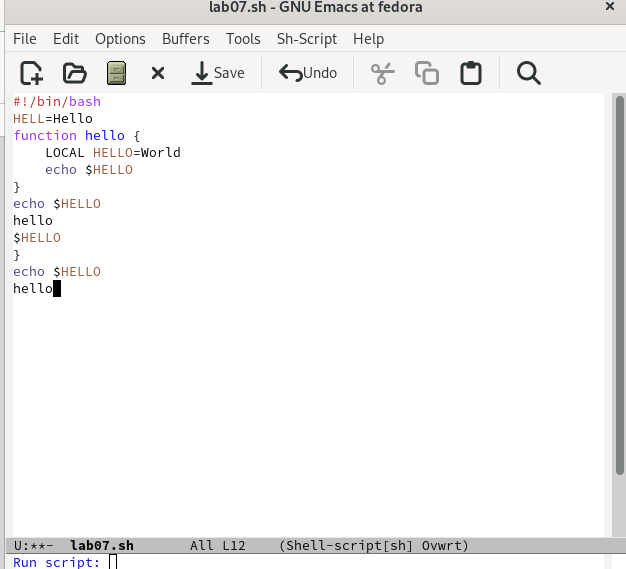 lab07.sh - GNU Emacs at fedora
File Edit Options Buffers Tools Sh-Script Help
Save Undo
#!/bin/bash
HELL=Hello
function hello {
    LOCAL HELLO=World
    echo $HELLO
}
echo $HELLO
hello
$HELLO
}
echo $HELLO
hello
U:**-  lab07.sh       All L12    (Shell-script[sh] Ovwrt)
Run script: